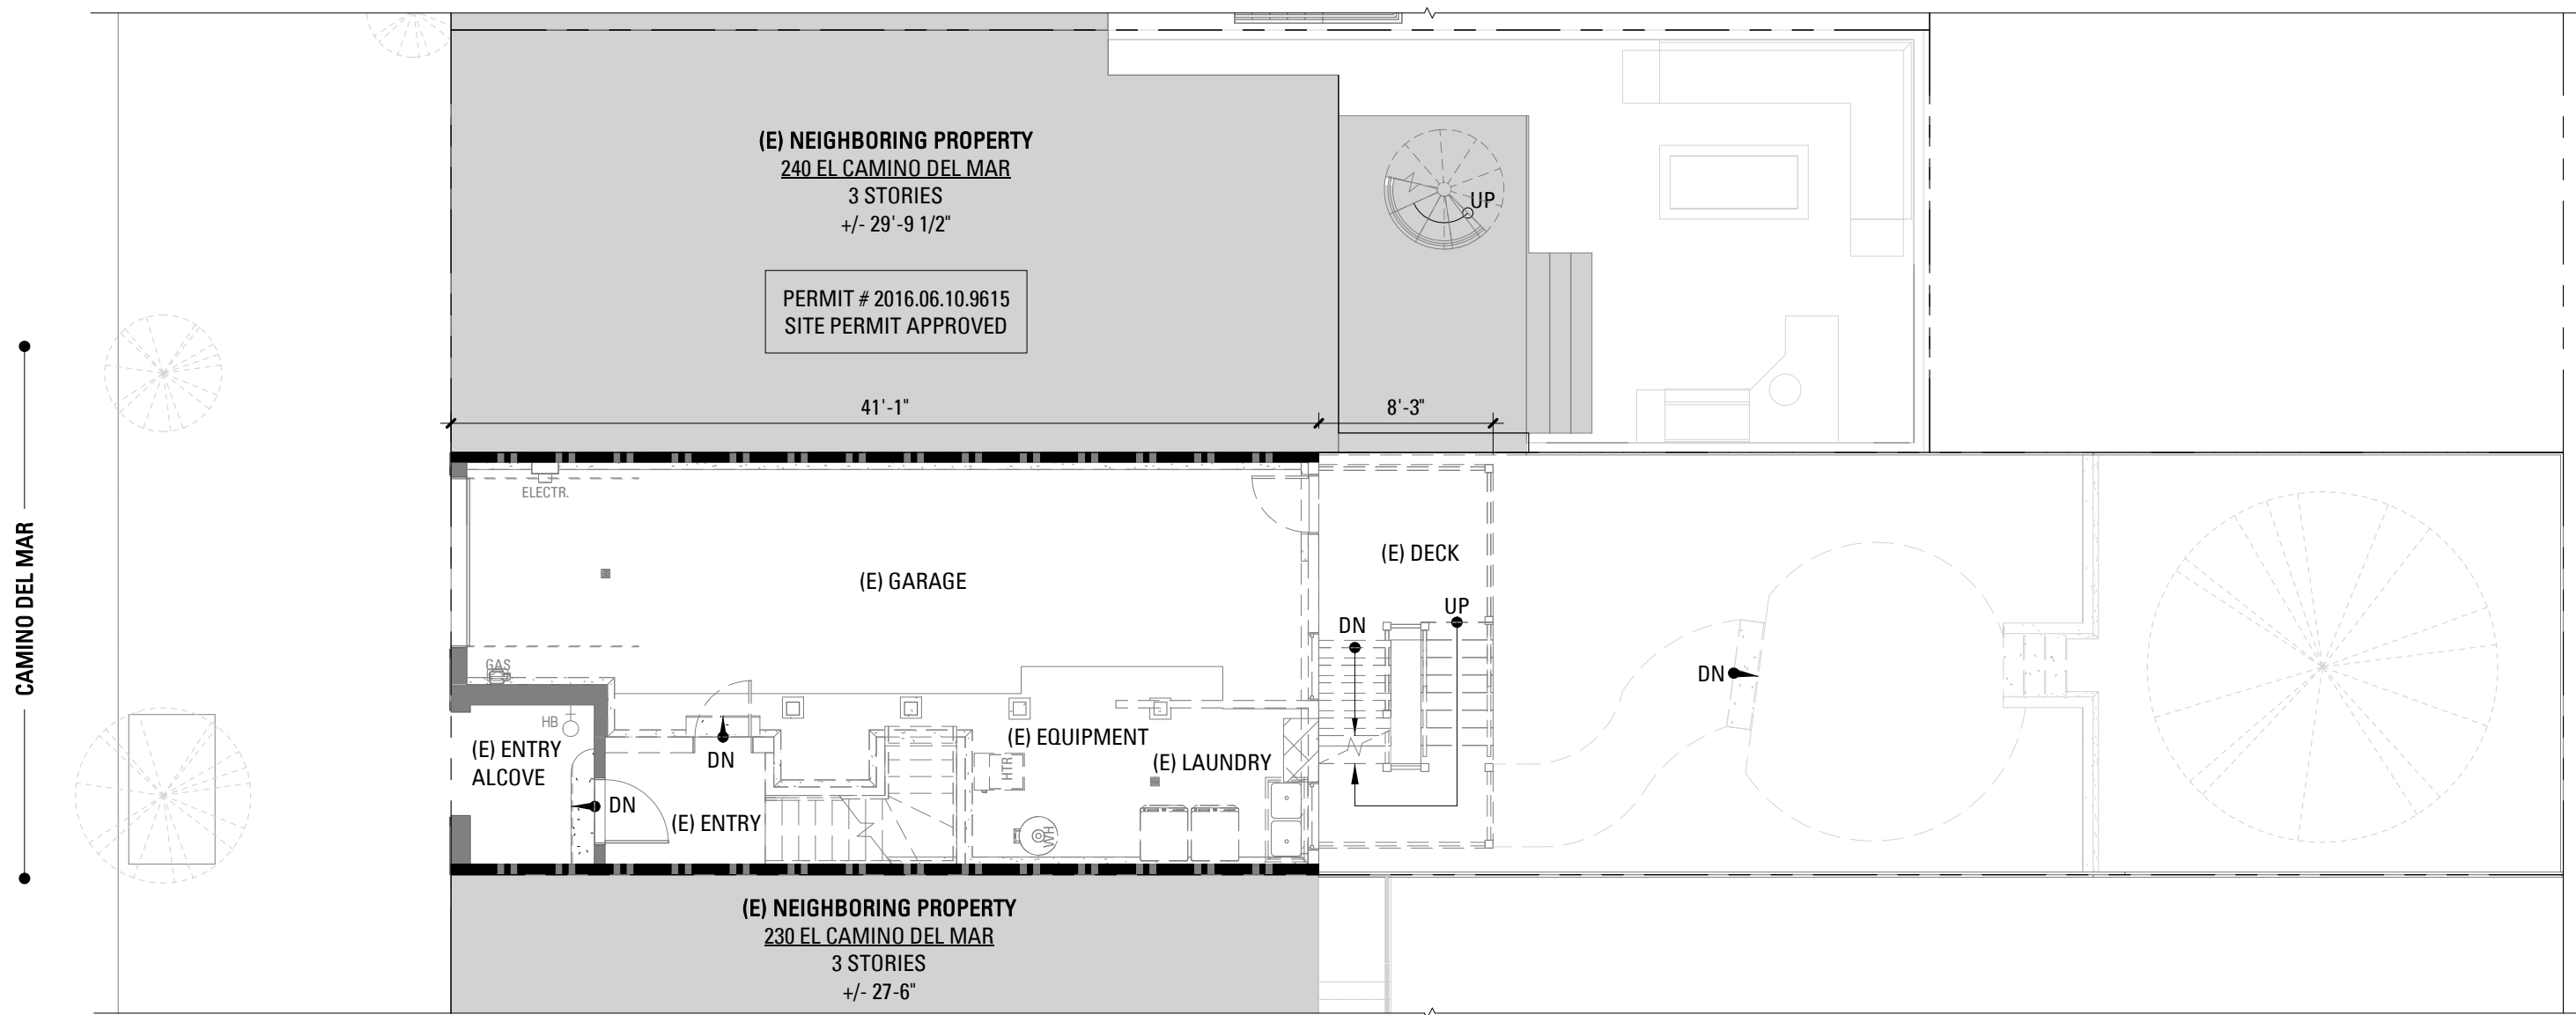 (E) NEIGHBORING PROPERTY
240 EL CAMINO DEL MAR
3 STORIES
+/- 29'-9 1/2"
UP
PERMIT # 2016.06.10.9615
SITE PERMIT APPROVED
41'-1"
8'-3"
CAMINO DEL MAR
ELECTR.
(E) GARAGE
(E) DECK
UP
DN
GAS
DN
HB
(E) ENTRY
ALCOVE
DN
(E) EQUIPMENT
(E) LAUNDRY
HTR
DN
(E) ENTRY
WH
(E) NEIGHBORING PROPERTY
230 EL CAMINO DEL MAR
3 STORIES
+/- 27-6"